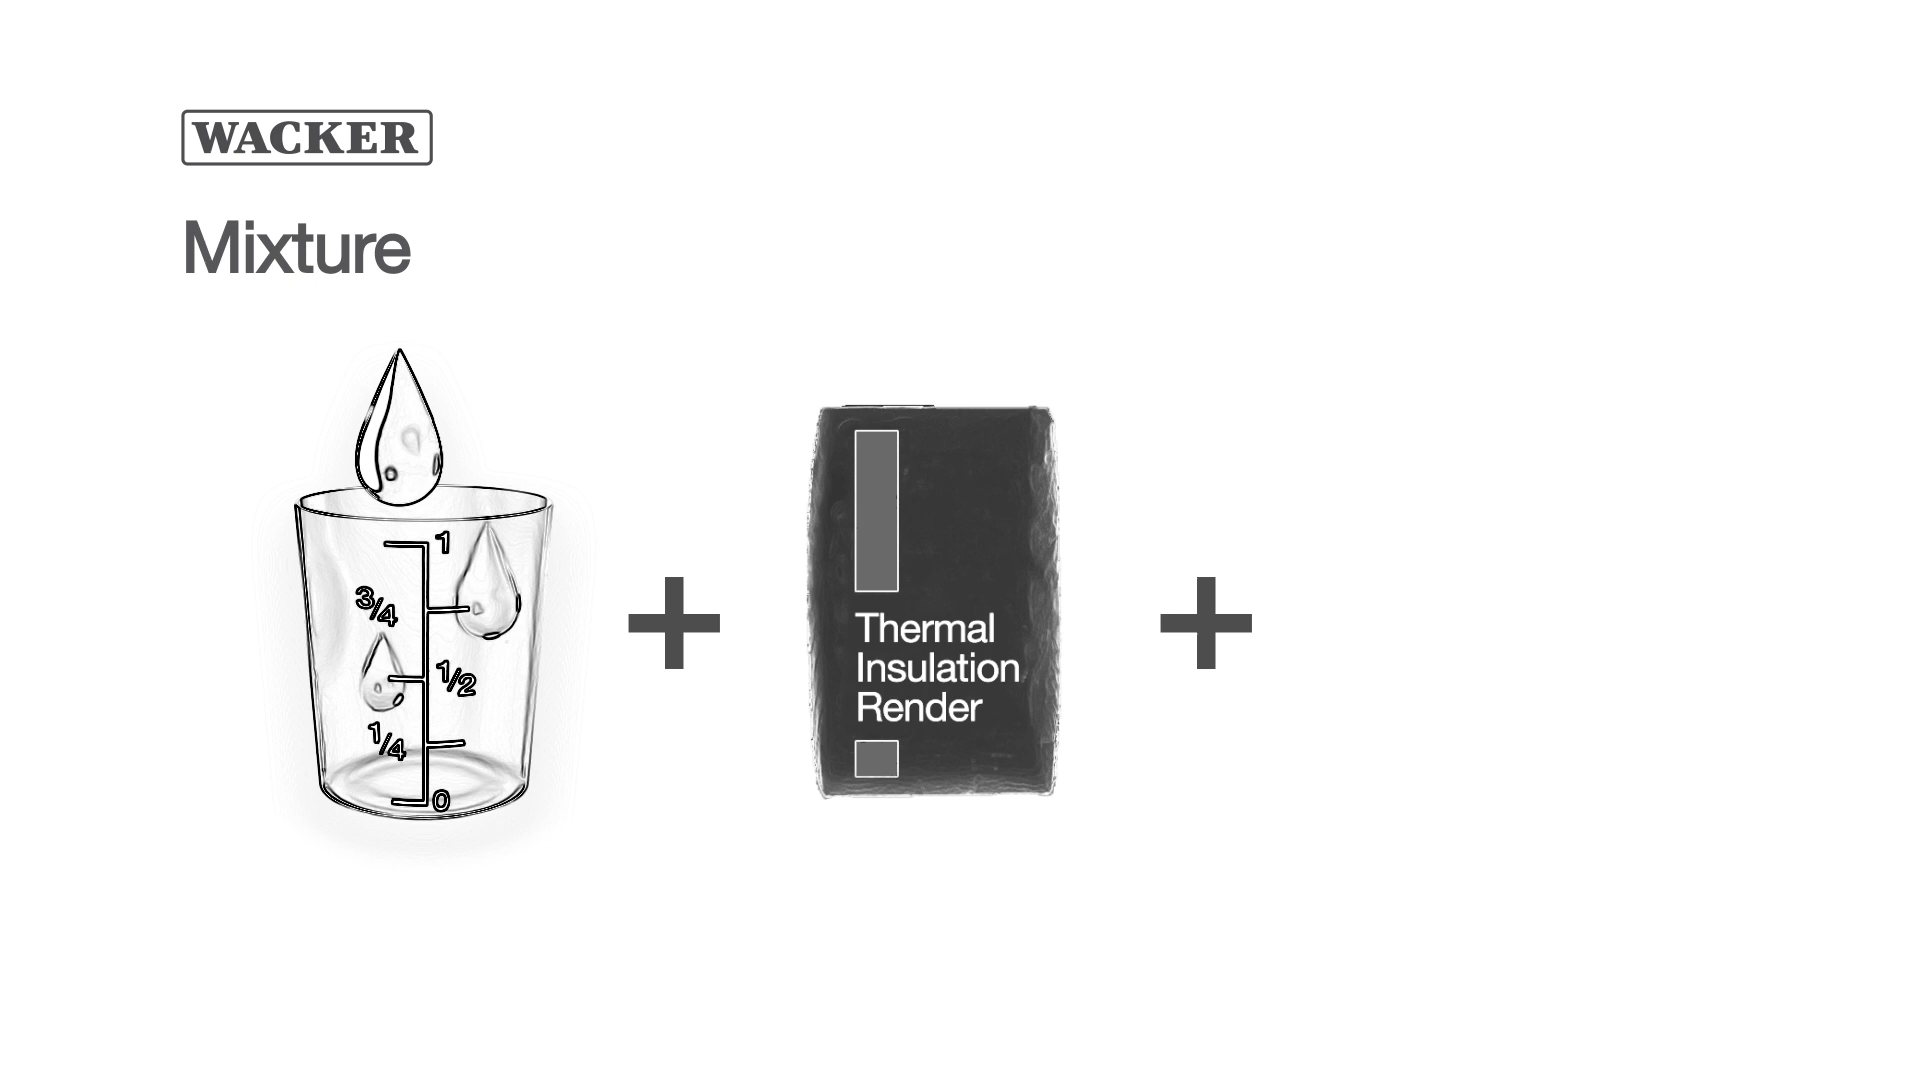 WACKER
Mixture
1
3/4
1/2
1/4
0
+
Thermal
Insulation
Render
+